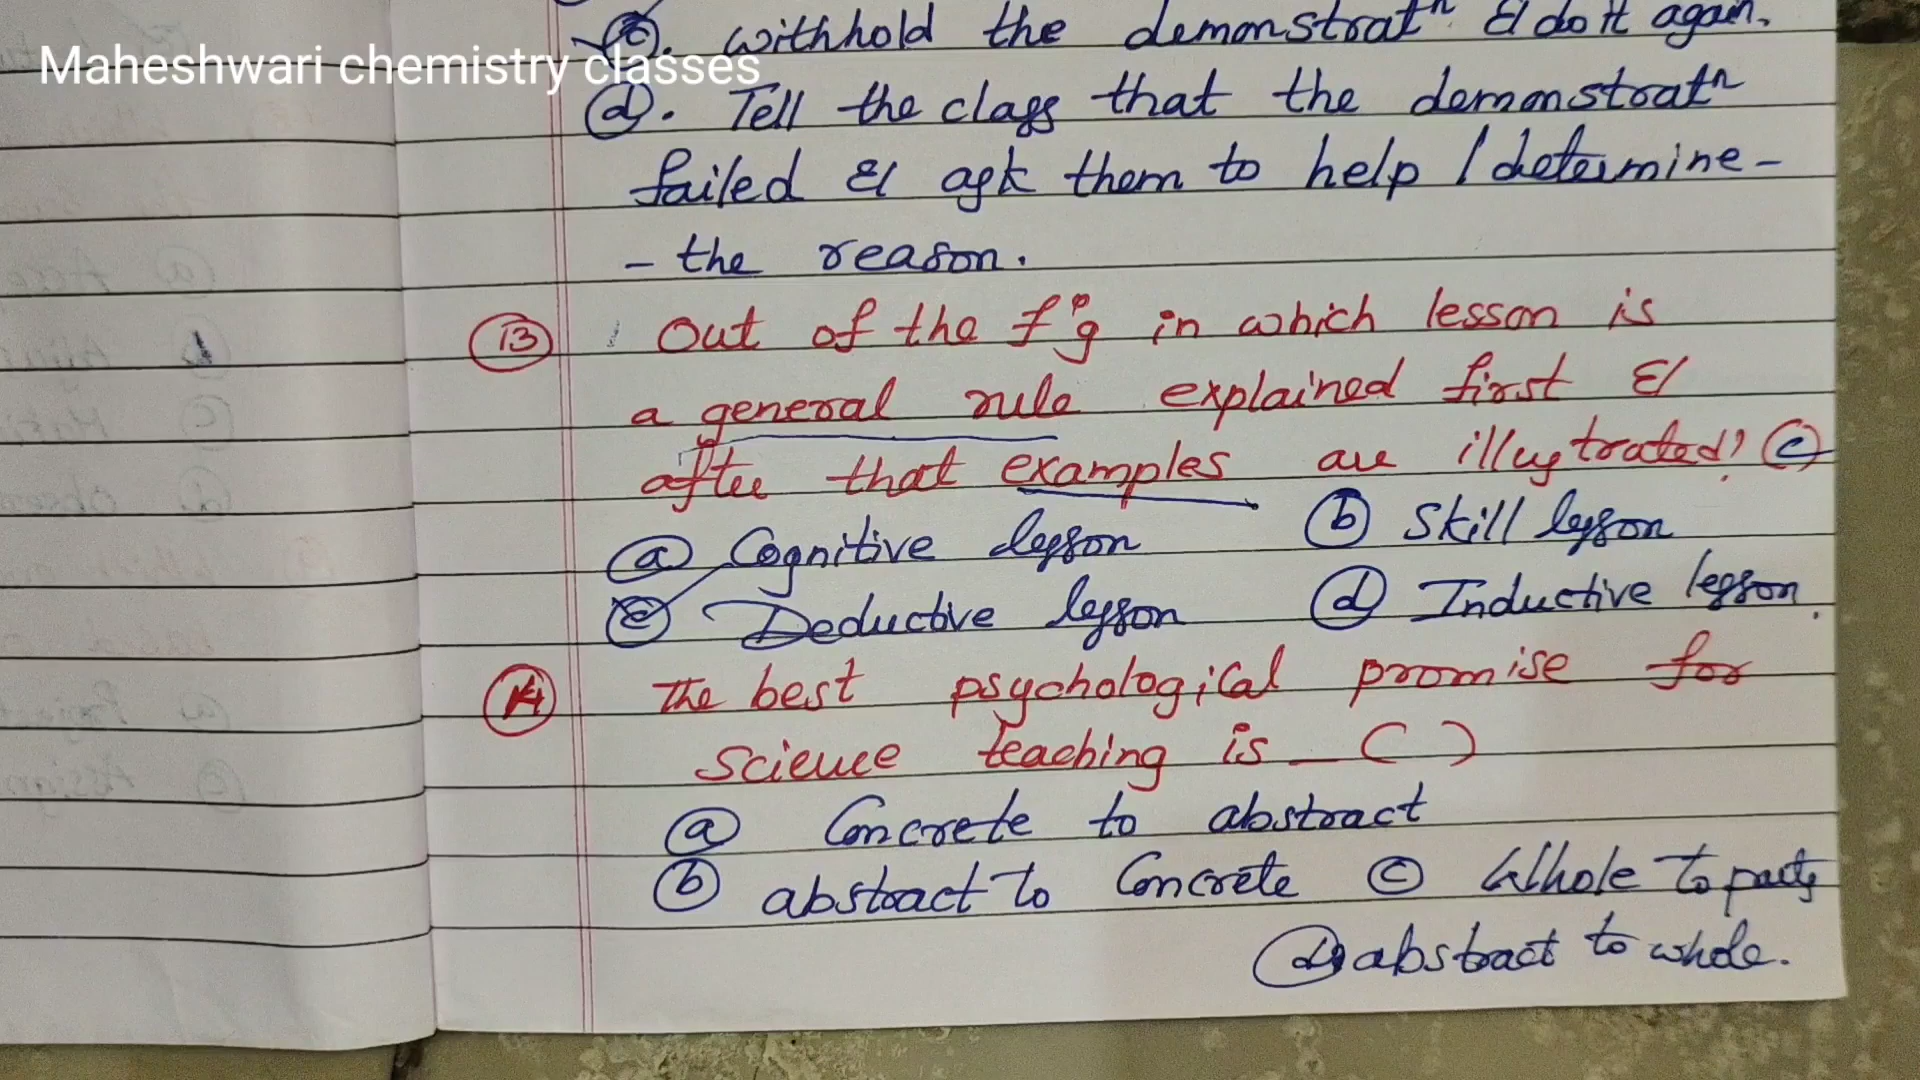 (c). withhold the demonstratⁿ & do it again.
Maheshwari chemistry classes
(d). Tell the class that the demonstratⁿ
failed & ask them to help / determine -
- the reason.
(13) Out of the fᵒg in which lesson is
a general rule explained first &
after that examples are illustrated? (c)
(a) Cognitive lesson (b) Skill lesson
(c) Deductive lesson (d) Inductive lesson.
(14) The best psychological promise for
science teaching is _ ( )
(a) Concrete to abstract
(b) abstract to Concrete (c) Whole to parts
(d) abstract to whole.